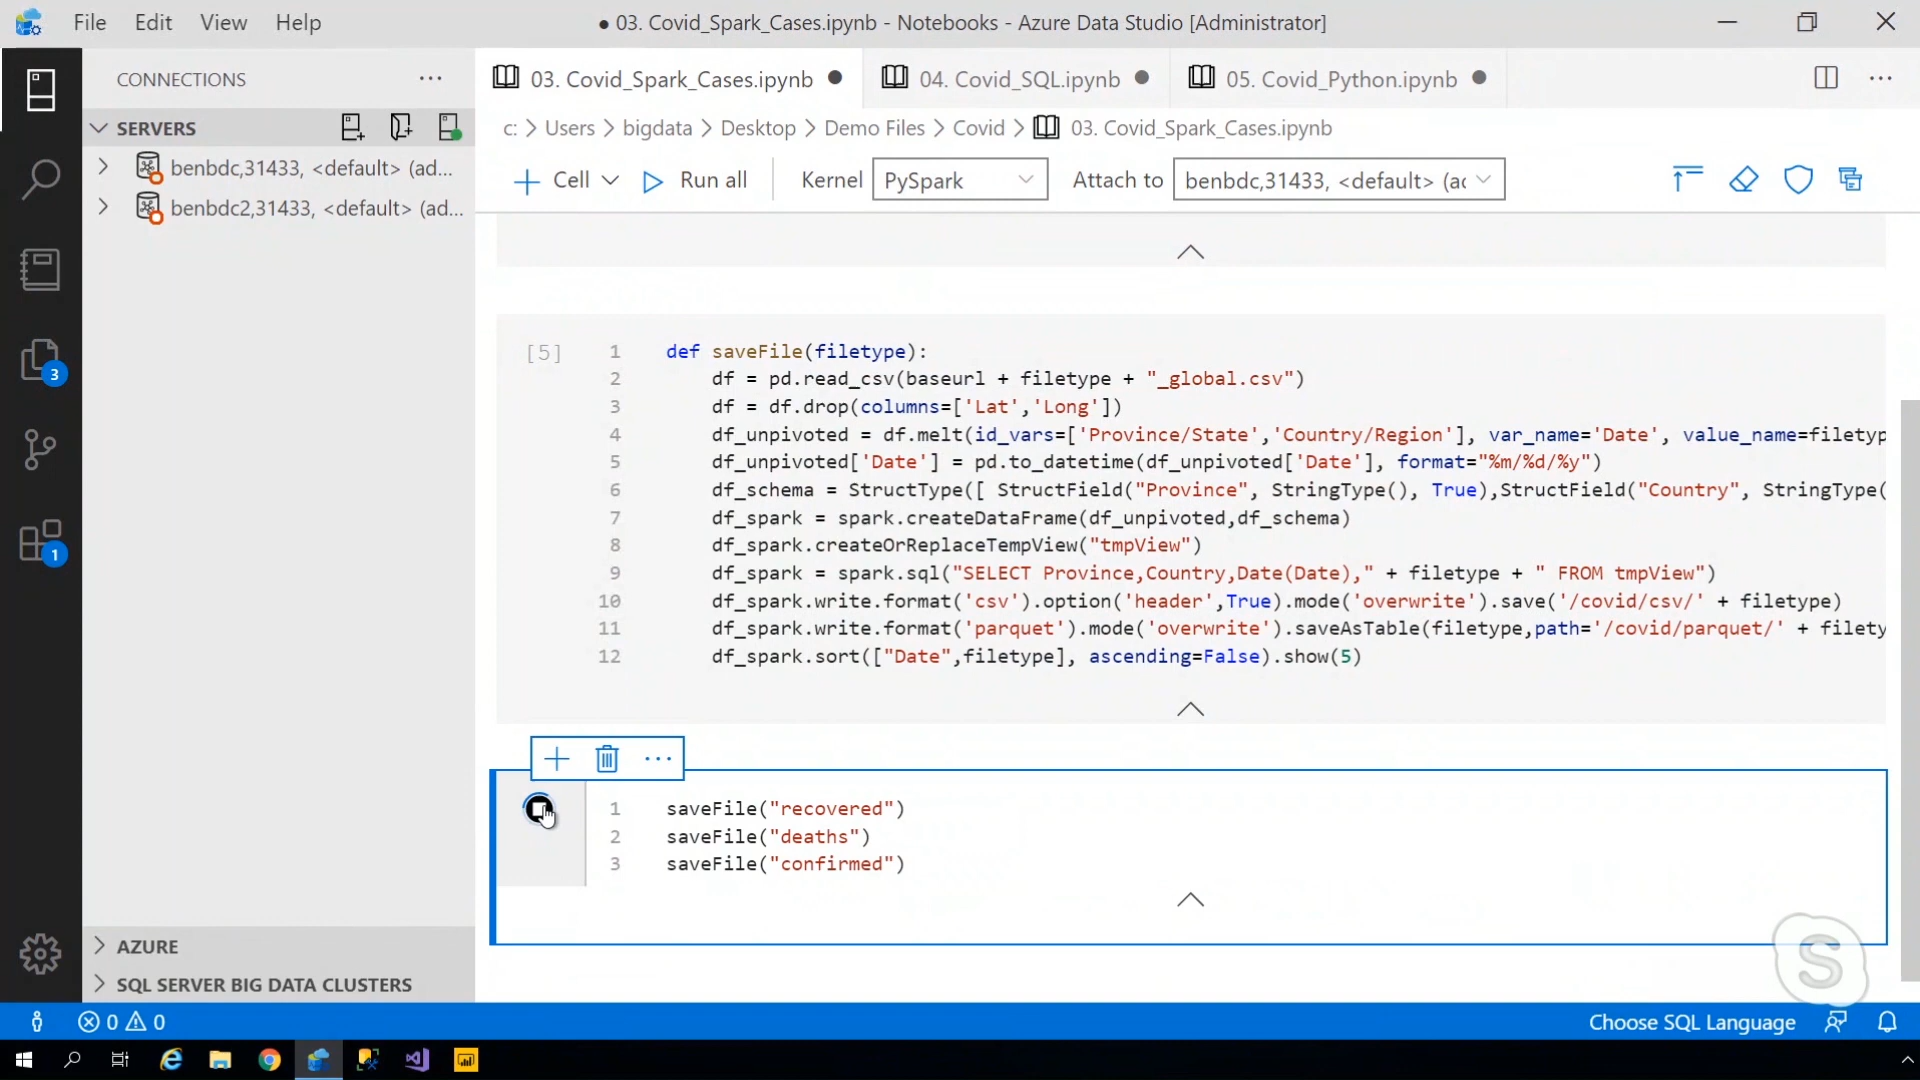 File Edit View Help
● 03. Covid_Spark_Cases.ipynb - Notebooks - Azure Data Studio [Administrator]
CONNECTIONS
03. Covid_Spark_Cases.ipynb
04. Covid_SQL.ipynb
05. Covid_Python.ipynb
SERVERS
c: > Users > bigdata > Desktop > Demo Files > Covid > 03. Covid_Spark_Cases.ipynb
benbdc,31433, <default> (ad...
benbdc2,31433, <default> (ad...
Cell
Run all
Kernel
PySpark
Attach to
benbdc,31433, <default> (ac
[5]
1 def saveFile(filetype):
2 df = pd.read_csv(baseurl + filetype + "_global.csv")
3 df = df.drop(columns=['Lat','Long'])
4 df_unpivoted = df.melt(id_vars=['Province/State','Country/Region'], var_name='Date', value_name=filetyp
5 df_unpivoted['Date'] = pd.to_datetime(df_unpivoted['Date'], format="%m/%d/%y")
6 df_schema = StructType([ StructField("Province", StringType(), True),StructField("Country", StringType(
7 df_spark = spark.createDataFrame(df_unpivoted,df_schema)
8 df_spark.createOrReplaceTempView("tmpView")
9 df_spark = spark.sql("SELECT Province,Country,Date(Date)," + filetype + " FROM tmpView")
10 df_spark.write.format('csv').option('header',True).mode('overwrite').save('/covid/csv/' + filetype)
11 df_spark.write.format('parquet').mode('overwrite').saveAsTable(filetype,path='/covid/parquet/' + filety
12 df_spark.sort(["Date",filetype], ascending=False).show(5)
1 saveFile("recovered")
2 saveFile("deaths")
3 saveFile("confirmed")
3
1
AZURE
SQL SERVER BIG DATA CLUSTERS
S
0 0
Choose SQL Language